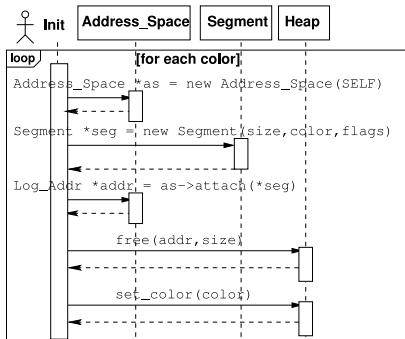 Init
Address_Space
Segment
Heap
loop
[for each color]
Address_Space *as = new Address_Space(SELF)
Segment *seg = new Segment(size,color,flags)
Log_Addr *addr = as->attach(*seg)
free(addr,size)
set_color(color)